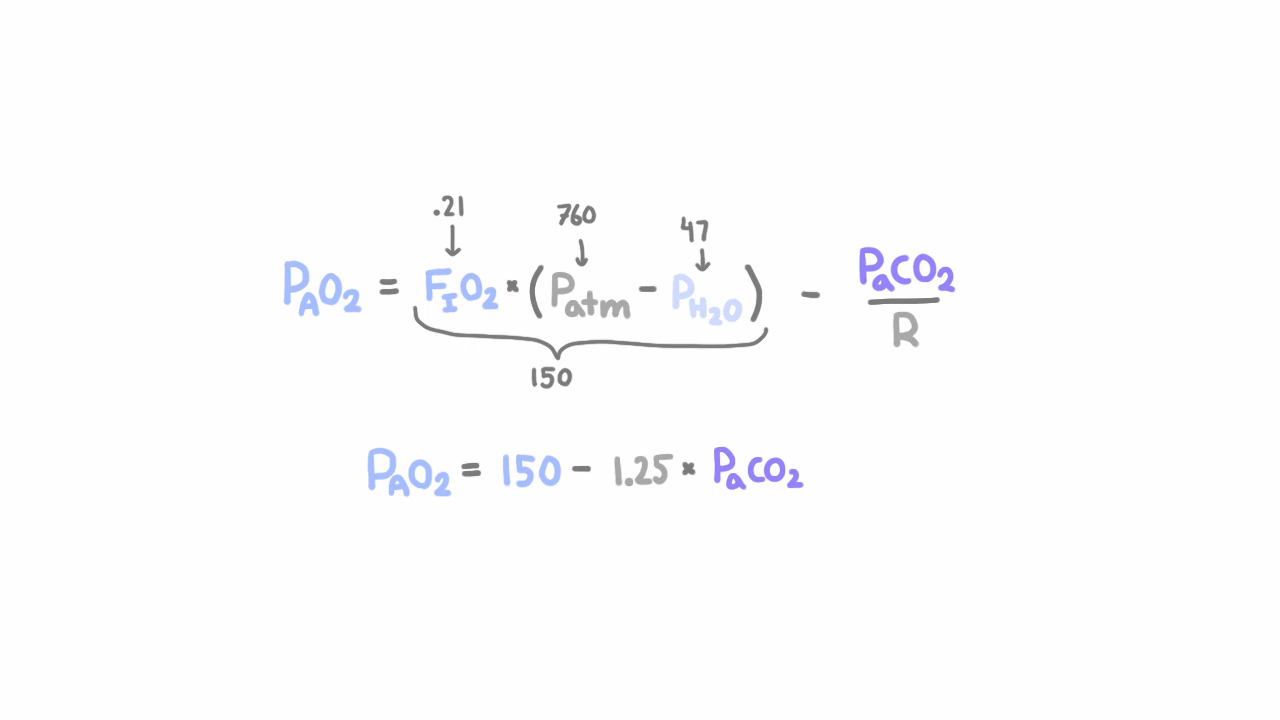 .21 760 47
PAO2 = FIO2 × (Patm − PH2O) − PaCO2 / R
150
PAO2 = 150 − 1.25 × PaCO2